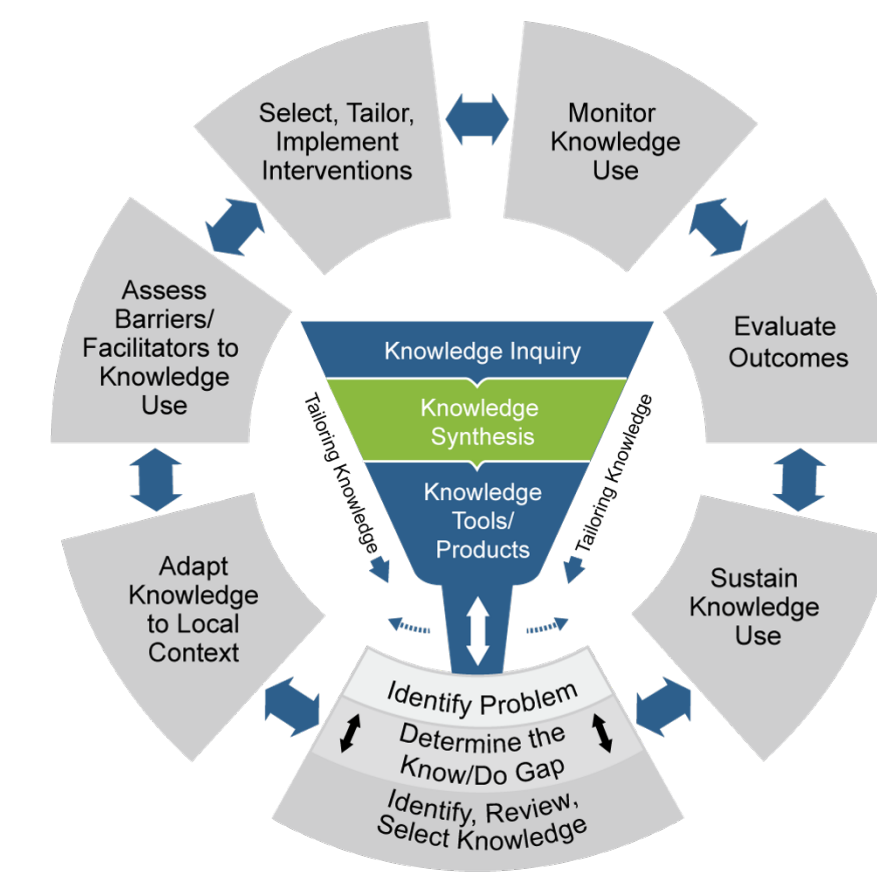 Select, Tailor,
Implement
Interventions
Monitor
Knowledge
Use
Assess
Barriers/
Facilitators to
Knowledge
Use
Evaluate
Outcomes
Knowledge Inquiry
Knowledge
Synthesis
Knowledge
Tools/
Products
Tailoring Knowledge
Tailoring Knowledge
Adapt
Knowledge
to Local
Context
Sustain
Knowledge
Use
Identify Problem
Determine the
Know/Do Gap
Identify, Review,
Select Knowledge